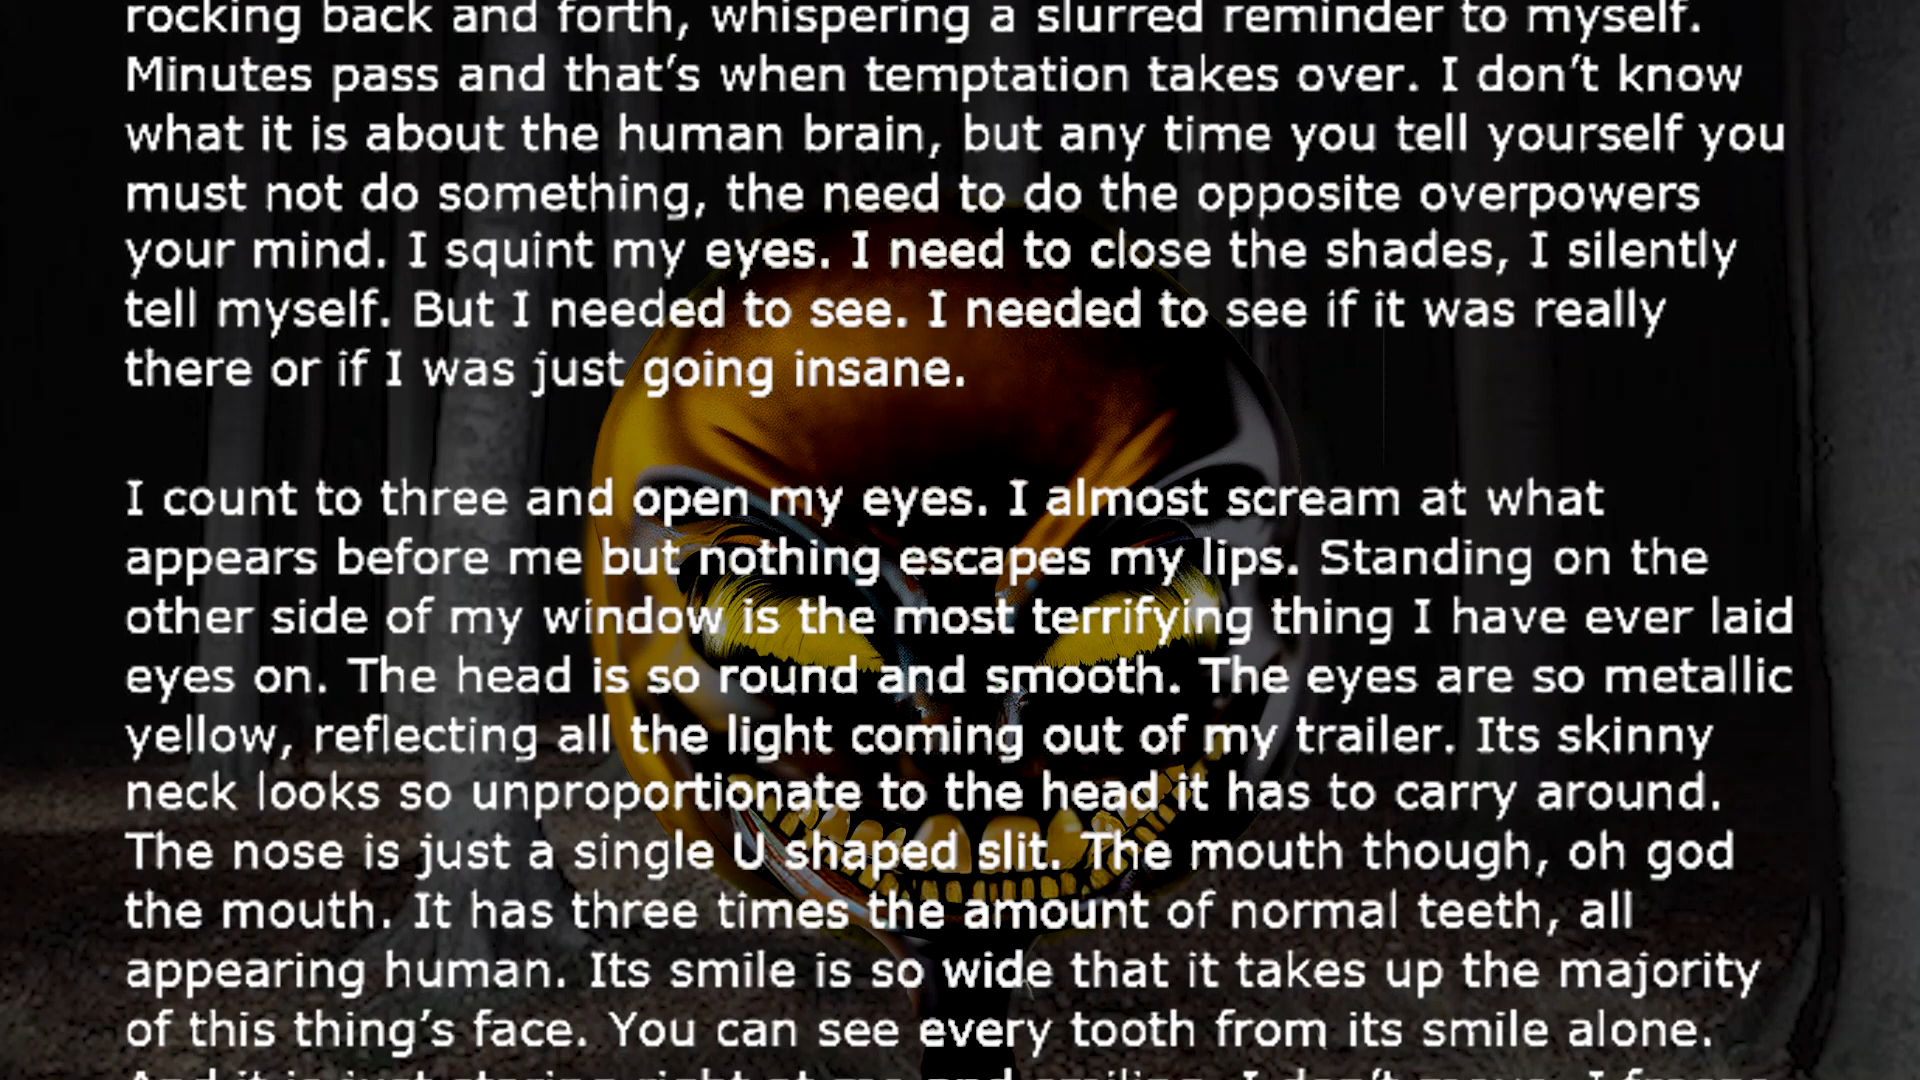 rocking back and forth, whispering a slurred reminder to myself.
Minutes pass and that’s when temptation takes over. I don’t know
what it is about the human brain, but any time you tell yourself you
must not do something, the need to do the opposite overpowers
your mind. I squint my eyes. I need to close the shades, I silently
tell myself. But I needed to see. I needed to see if it was really
there or if I was just going insane.
I count to three and open my eyes. I almost scream at what
appears before me but nothing escapes my lips. Standing on the
other side of my window is the most terrifying thing I have ever laid
eyes on. The head is so round and smooth. The eyes are so metallic
yellow, reflecting all the light coming out of my trailer. Its skinny
neck looks so unproportionate to the head it has to carry around.
The nose is just a single U shaped slit. The mouth though, oh god
the mouth. It has three times the amount of normal teeth, all
appearing human. Its smile is so wide that it takes up the majority
of this thing’s face. You can see every tooth from its smile alone.